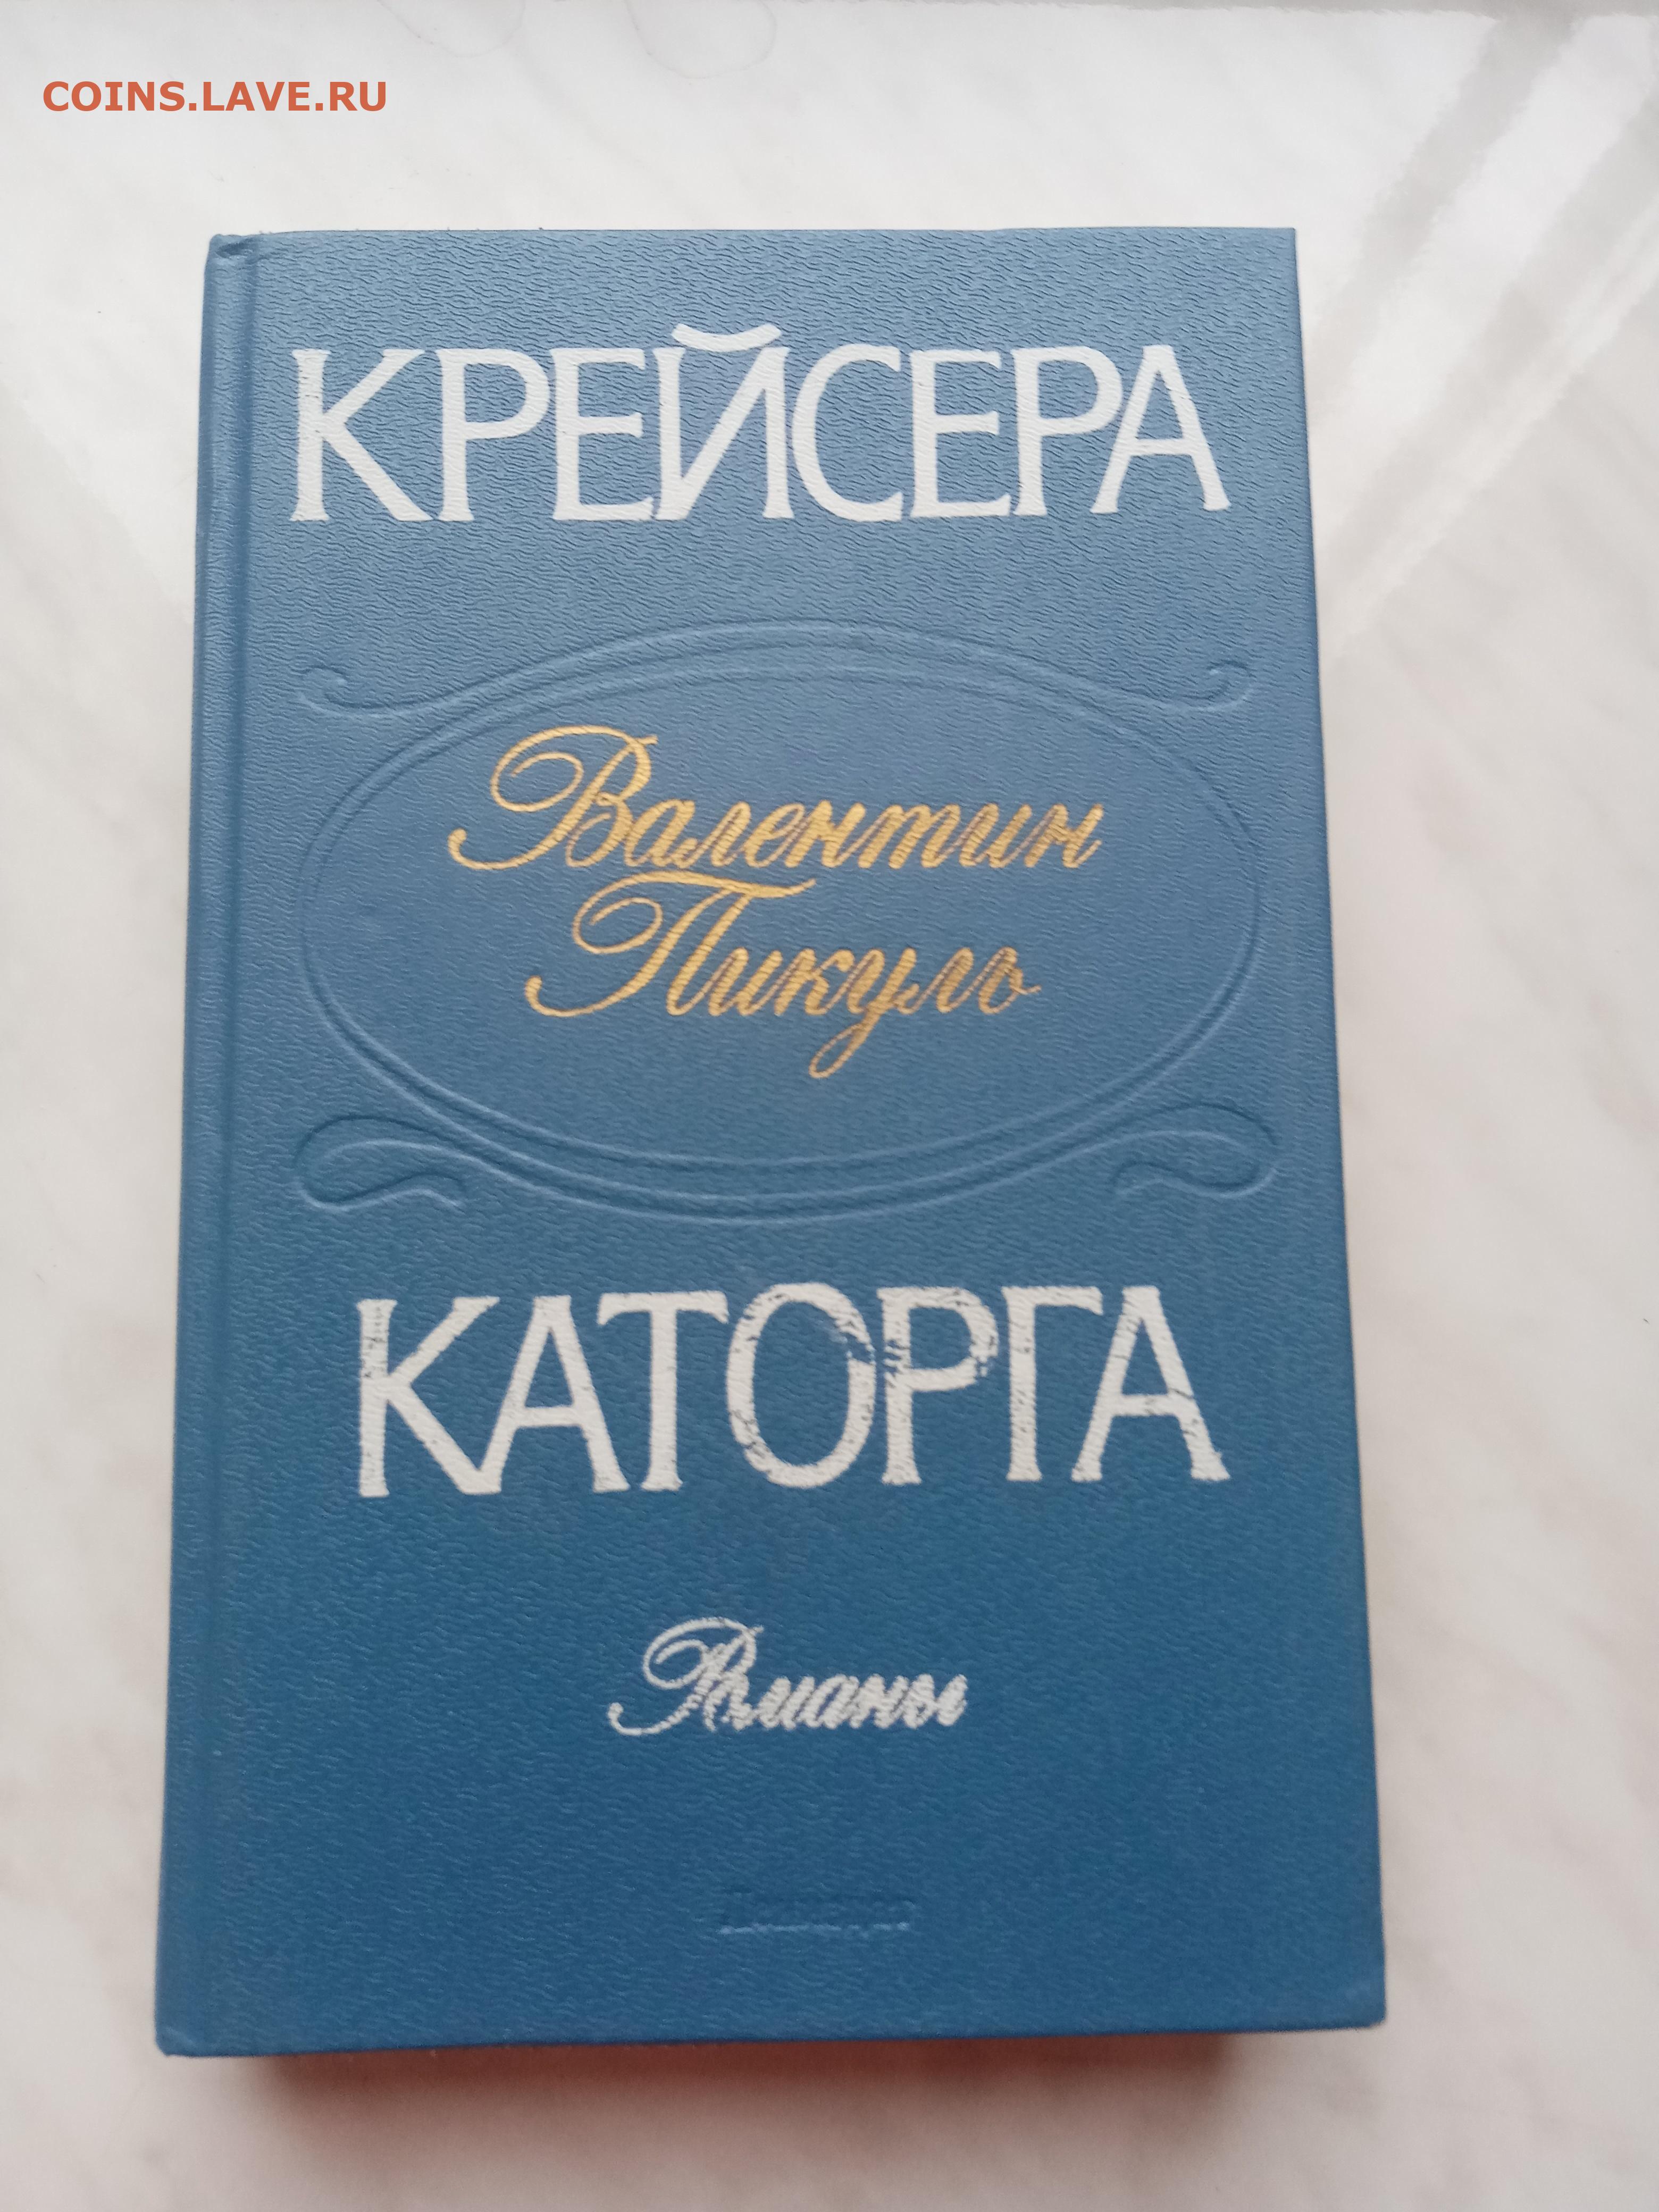 COINS.LAVE.RU
КРЕЙСЕРА
Валентин
Пикуль
КАТОРГА
Романы